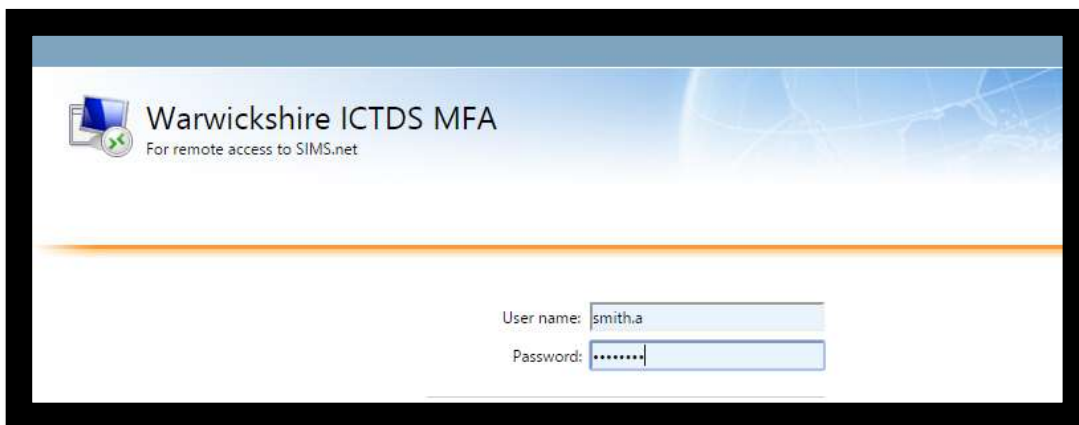 Warwickshire ICTDS MFA
For remote access to SIMS.net
User name: smith.a
Password: ••••••••